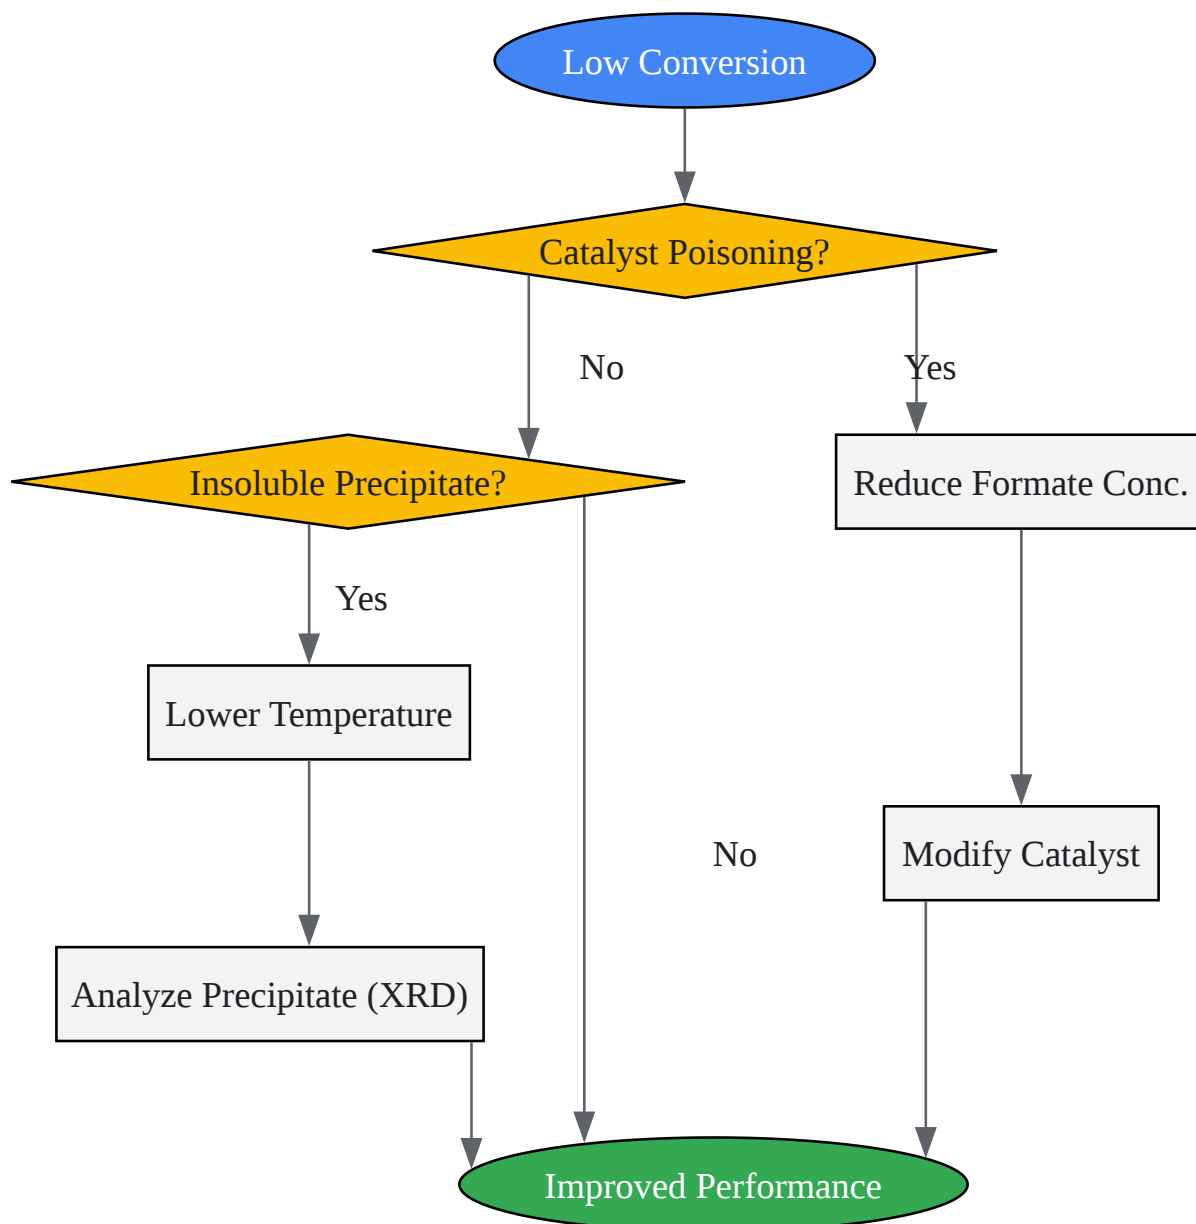 Low Conversion
Catalyst Poisoning?
No
Yes
Insoluble Precipitate?
Reduce Formate Conc.
Yes
Lower Temperature
No
Modify Catalyst
Analyze Precipitate (XRD)
Improved Performance